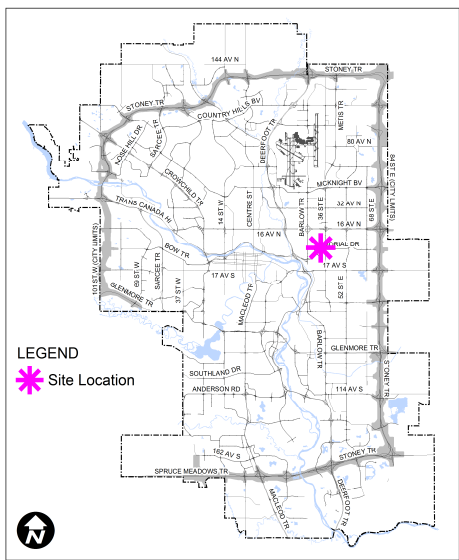 144 AV N
STONEY TR
STONEY TR
COUNTRY HILLS BV
DEERFOOT TR
METIS TR
NOSE HILL DR
SARCEE TR
80 AV N
CROWCHILD TR
MCKNIGHT BV
84 ST E (CITY LIMITS)
TRANS CANADA HI
14 ST W
CENTRE ST
BARLOW TR
36 ST E
32 AV N
68 ST E
16 AV N
16 AV N
ORIAL DR
BOW TR
17 AV S
17 AV S
101 ST W (CITY LIMITS)
69 ST W
SARCEE TR
37 ST W
MACLEOD TR
52 ST E
GLENMORE TR
BARLOW TR
GLENMORE TR
LEGEND
Site Location
SOUTHLAND DR
ANDERSON RD
114 AV S
STONEY TR
162 AV S
STONEY TR
SPRUCE MEADOWS TR
MACLEOD TR
DEERFOOT TR
N